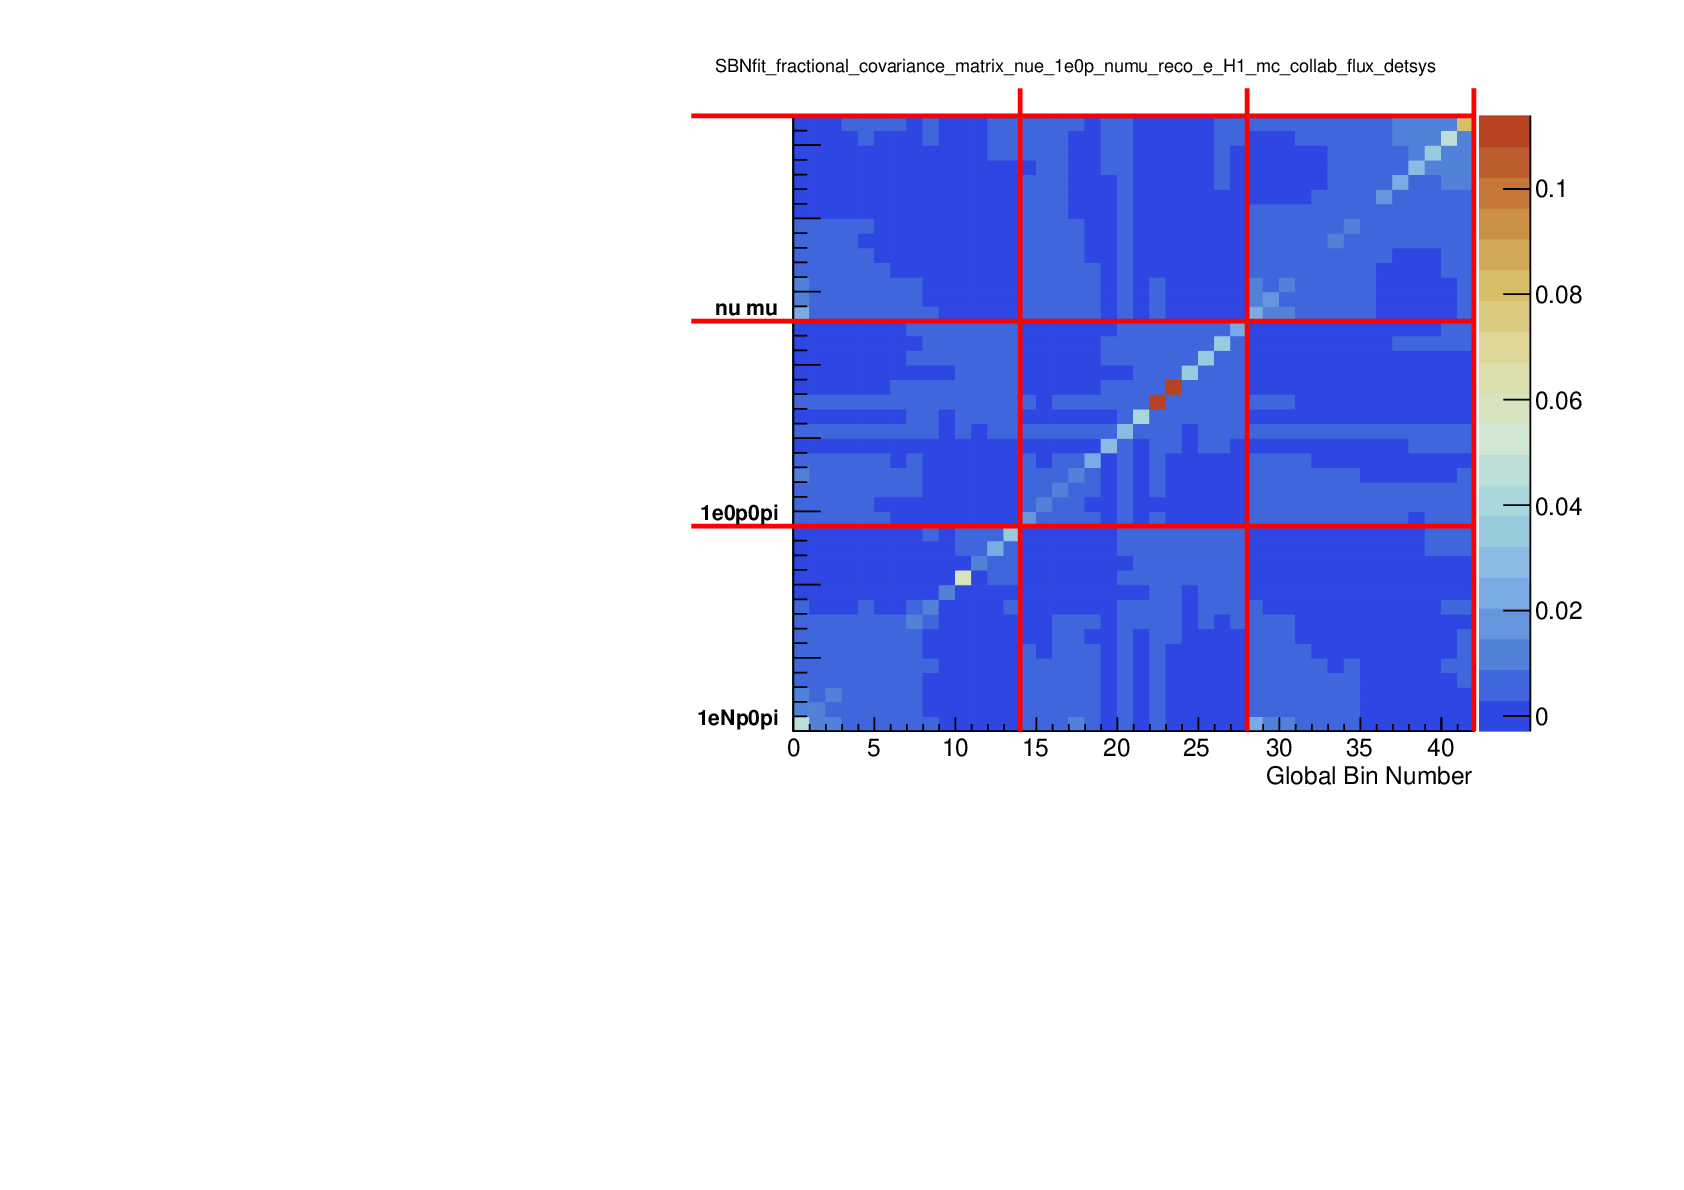 SBNfit_fractional_covariance_matrix_nue_1e0p_numu_reco_e_H1_mc_collab_flux_detsys
nu mu
1e0p0pi
1eNp0pi
0 5 10 15 20 25 30 35 40
Global Bin Number
0.1
0.08
0.06
0.04
0.02
0